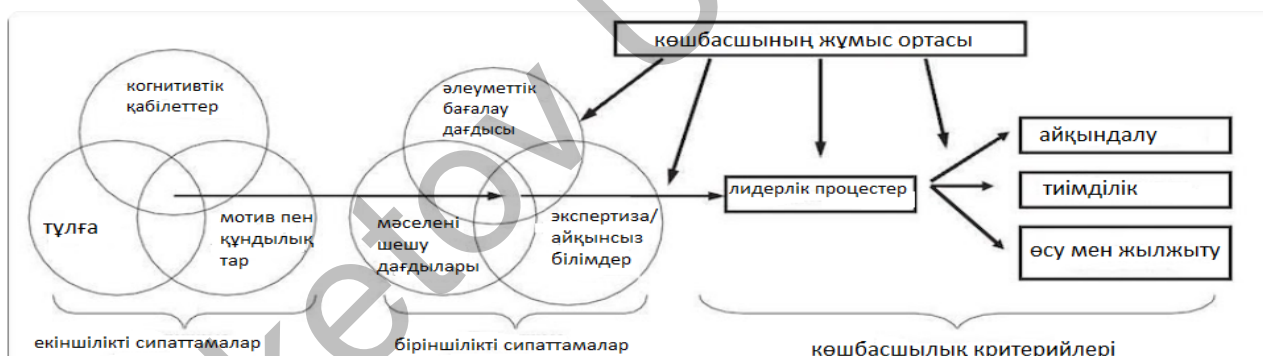 көшбасшының жұмыс ортасы
когнитивтік
қабілеттер
тұлға
мотив пен
құндылық
тар
әлеуметтік
бағалау
дағдысы
мәселені
шешу
дағдылары
экспертиза/
айқынсыз
білімдер
лидерлік процестер
айқындалу
тиімділік
өсу мен жылжыту
екіншілікті сипаттамалар
біріншілікті сипаттамалар
көшбасшылық критерийлері
ketov U